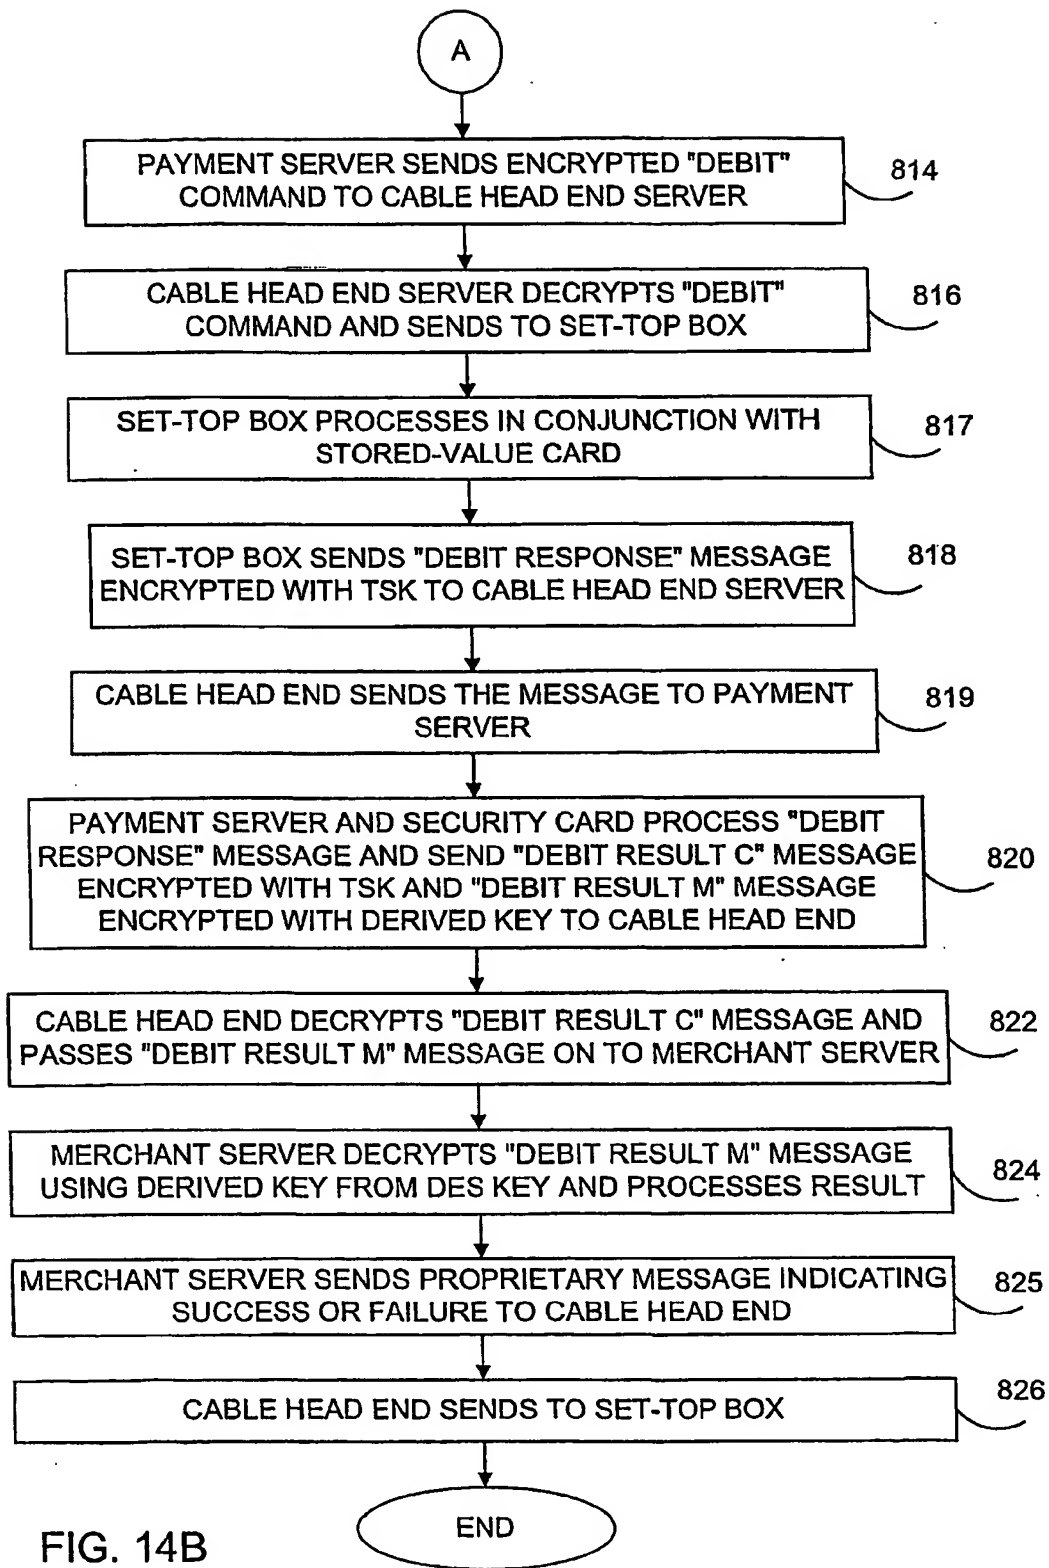 A
PAYMENT SERVER SENDS ENCRYPTED "DEBIT"
COMMAND TO CABLE HEAD END SERVER
814
CABLE HEAD END SERVER DECRYPTS "DEBIT"
COMMAND AND SENDS TO SET-TOP BOX
816
SET-TOP BOX PROCESSES IN CONJUNCTION WITH
STORED-VALUE CARD
817
SET-TOP BOX SENDS "DEBIT RESPONSE" MESSAGE
ENCRYPTED WITH TSK TO CABLE HEAD END SERVER
818
CABLE HEAD END SENDS THE MESSAGE TO PAYMENT
SERVER
819
PAYMENT SERVER AND SECURITY CARD PROCESS "DEBIT
RESPONSE" MESSAGE AND SEND "DEBIT RESULT C" MESSAGE
ENCRYPTED WITH TSK AND "DEBIT RESULT M" MESSAGE
ENCRYPTED WITH DERIVED KEY TO CABLE HEAD END
820
CABLE HEAD END DECRYPTS "DEBIT RESULT C" MESSAGE AND
PASSES "DEBIT RESULT M" MESSAGE ON TO MERCHANT SERVER
822
MERCHANT SERVER DECRYPTS "DEBIT RESULT M" MESSAGE
USING DERIVED KEY FROM DES KEY AND PROCESSES RESULT
824
MERCHANT SERVER SENDS PROPRIETARY MESSAGE INDICATING
SUCCESS OR FAILURE TO CABLE HEAD END
825
CABLE HEAD END SENDS TO SET-TOP BOX
826
END
FIG. 14B